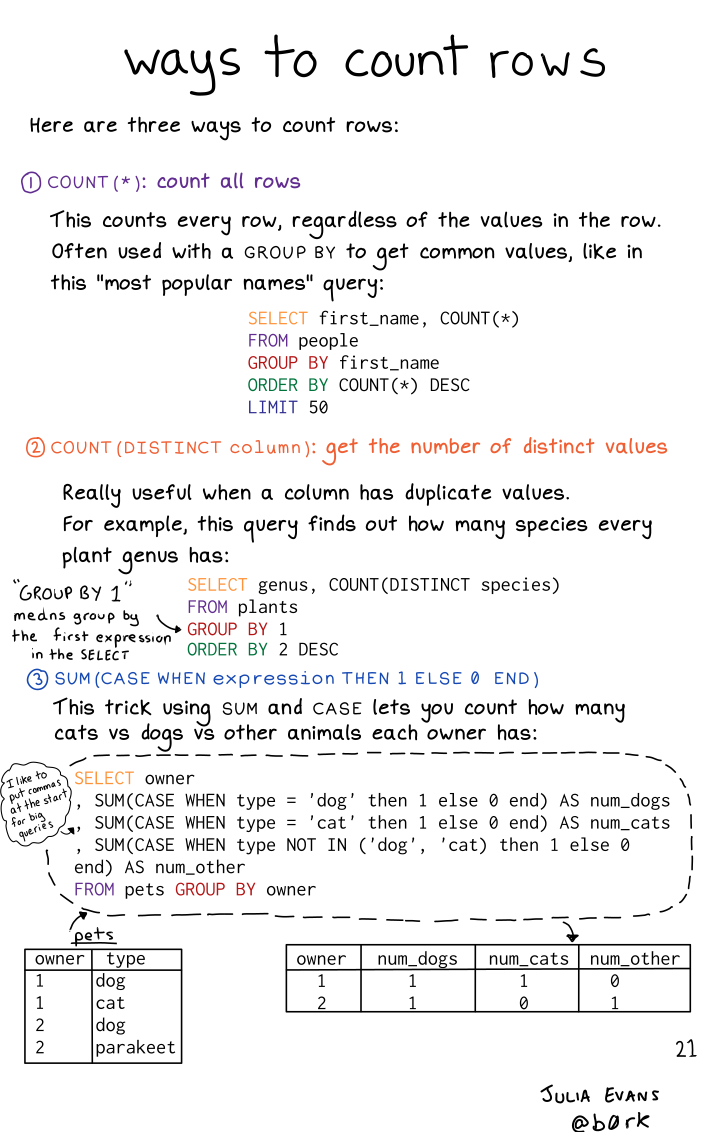 ways to count rows
Here are three ways to count rows:
① COUNT(*): count all rows
This counts every row, regardless of the values in the row.
Often used with a GROUP BY to get common values, like in
this "most popular names" query:
SELECT first_name, COUNT(*)
FROM people
GROUP BY first_name
ORDER BY COUNT(*) DESC
LIMIT 50
② COUNT(DISTINCT column): get the number of distinct values
Really useful when a column has duplicate values.
For example, this query finds out how many species every
plant genus has:
"GROUP BY 1"
means group by
the first expression
in the SELECT
SELECT genus, COUNT(DISTINCT species)
FROM plants
GROUP BY 1
ORDER BY 2 DESC
③ SUM(CASE WHEN expression THEN 1 ELSE 0 END)
This trick using SUM and CASE lets you count how many
cats vs dogs vs other animals each owner has:
I like to
put commas
at the start
for big
queries
SELECT owner
, SUM(CASE WHEN type = 'dog' then 1 else 0 end) AS num_dogs
, SUM(CASE WHEN type = 'cat' then 1 else 0 end) AS num_cats
, SUM(CASE WHEN type NOT IN ('dog', 'cat) then 1 else 0
end) AS num_other
FROM pets GROUP BY owner
pets
owner type
1 dog
1 cat
2 dog
2 parakeet
owner num_dogs num_cats num_other
1 1 1 0
2 1 0 1
21
JULIA EVANS
@b0rk